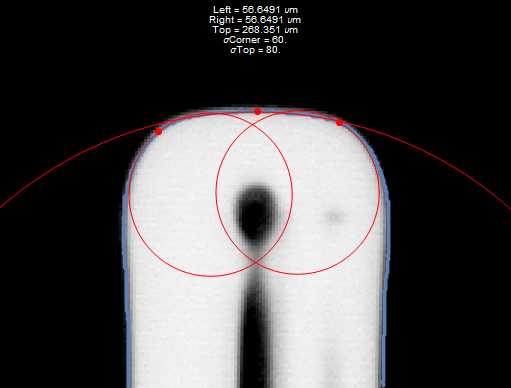 Left = 56.6491 um
Right = 56.6491 um
Top = 268.351 um
σCorner = 60.
σTop = 80.